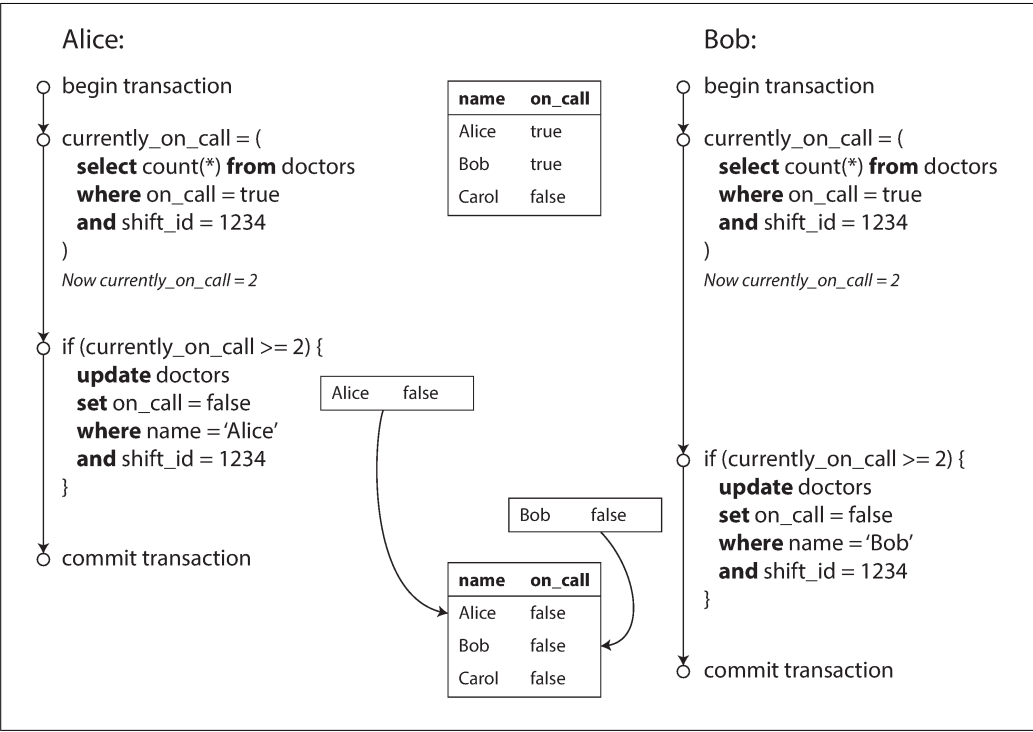 Alice:
begin transaction
currently_on_call = (
select count(*) from doctors
where on_call = true
and shift_id = 1234
)
Now currently_on_call = 2
if (currently_on_call >= 2) {
update doctors
set on_call = false
where name = ‘Alice’
and shift_id = 1234
}
commit transaction
name on_call
Alice true
Bob true
Carol false
Alice false
Bob false
name on_call
Alice false
Bob false
Carol false
Bob:
begin transaction
currently_on_call = (
select count(*) from doctors
where on_call = true
and shift_id = 1234
)
Now currently_on_call = 2
if (currently_on_call >= 2) {
update doctors
set on_call = false
where name = ‘Bob’
and shift_id = 1234
}
commit transaction